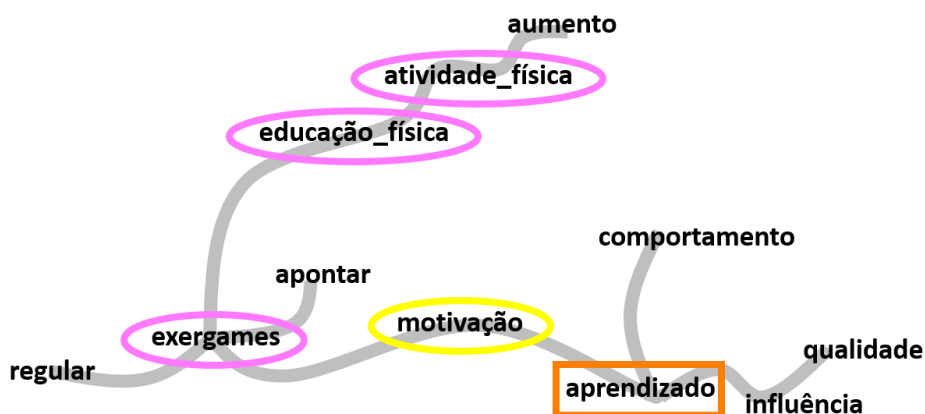 aumento
atividade_física
educação_física
comportamento
apontar
motivação
exergames
qualidade
regular
aprendizado
influência